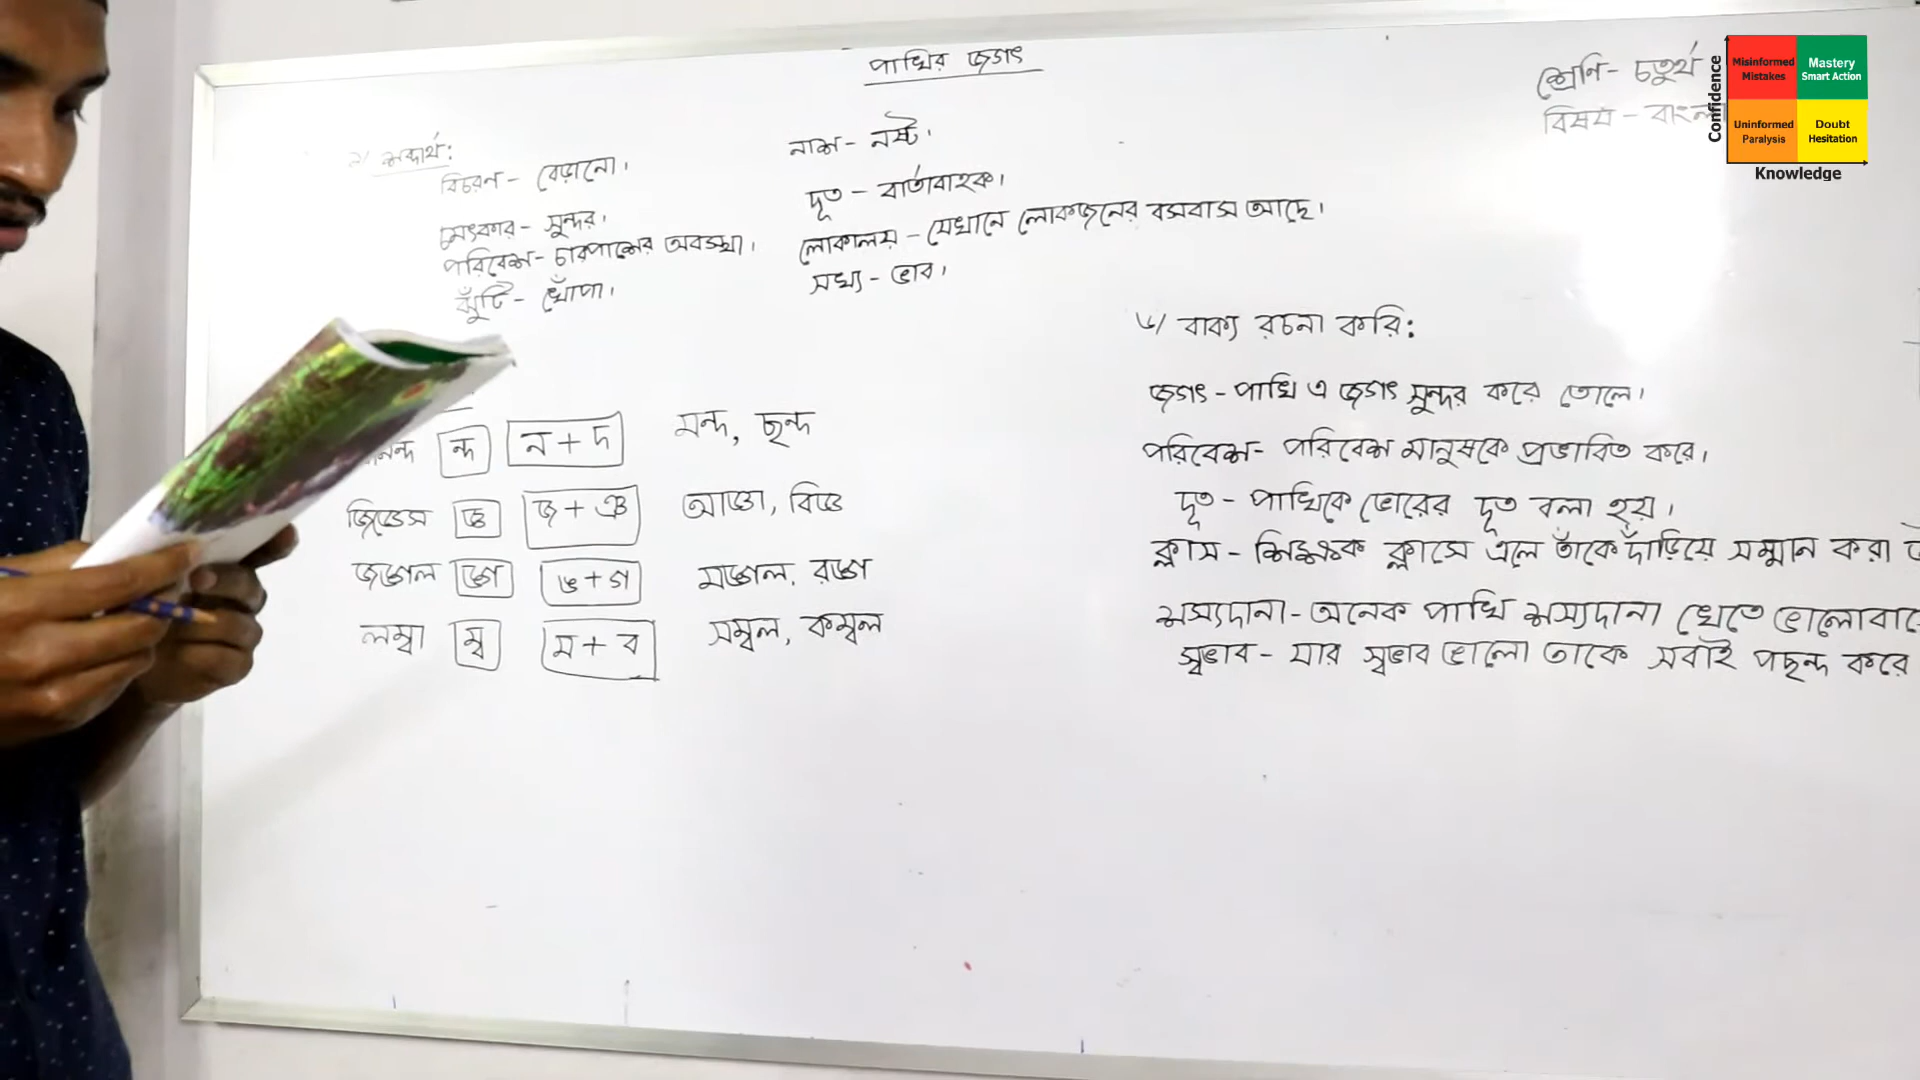 পাখির জগৎ
শ্রেণি - চতুর্থ
বিষয় - বাংলা
শব্দার্থ:
বিচরণ - বেড়ানো।
চমৎকার - সুন্দর।
পরিবেশ - চারপাশের অবস্থা।
ঝুঁটি - খোঁপা।
নাশ - নষ্ট।
দূত - বার্তাবাহক।
লোকালয় - যেখানে লোকজনের বসবাস আছে।
সখ্য - ভাব।
ন্দ ন + দ মন্দ, ছন্দ
জিজ্ঞেস জ্ঞ জ + ঞ আজ্ঞা, বিজ্ঞ
জঙ্গল ঙ্গ ঙ + গ মঙ্গল, রঙ্গ
লম্বা ম্ব ম + ব সম্বল, কম্বল
৬/ বাক্য রচনা করি:
জগৎ - পাখি এ জগৎ সুন্দর করে তোলে।
পরিবেশ - পরিবেশ মানুষকে প্রভাবিত করে।
দূত - পাখিকে ভোরের দূত বলা হয়।
ক্লাস - শিক্ষক ক্লাসে এলে তাঁকে দাঁড়িয়ে সম্মান করা
শস্যদানা - অনেক পাখি শস্যদানা খেতে ভালোবাসে
স্বভাব - যার স্বভাব ভালো তাকে সবাই পছন্দ করে
Confidence
Misinformed Mistakes
Mastery Smart Action
Uninformed Paralysis
Doubt Hesitation
Knowledge